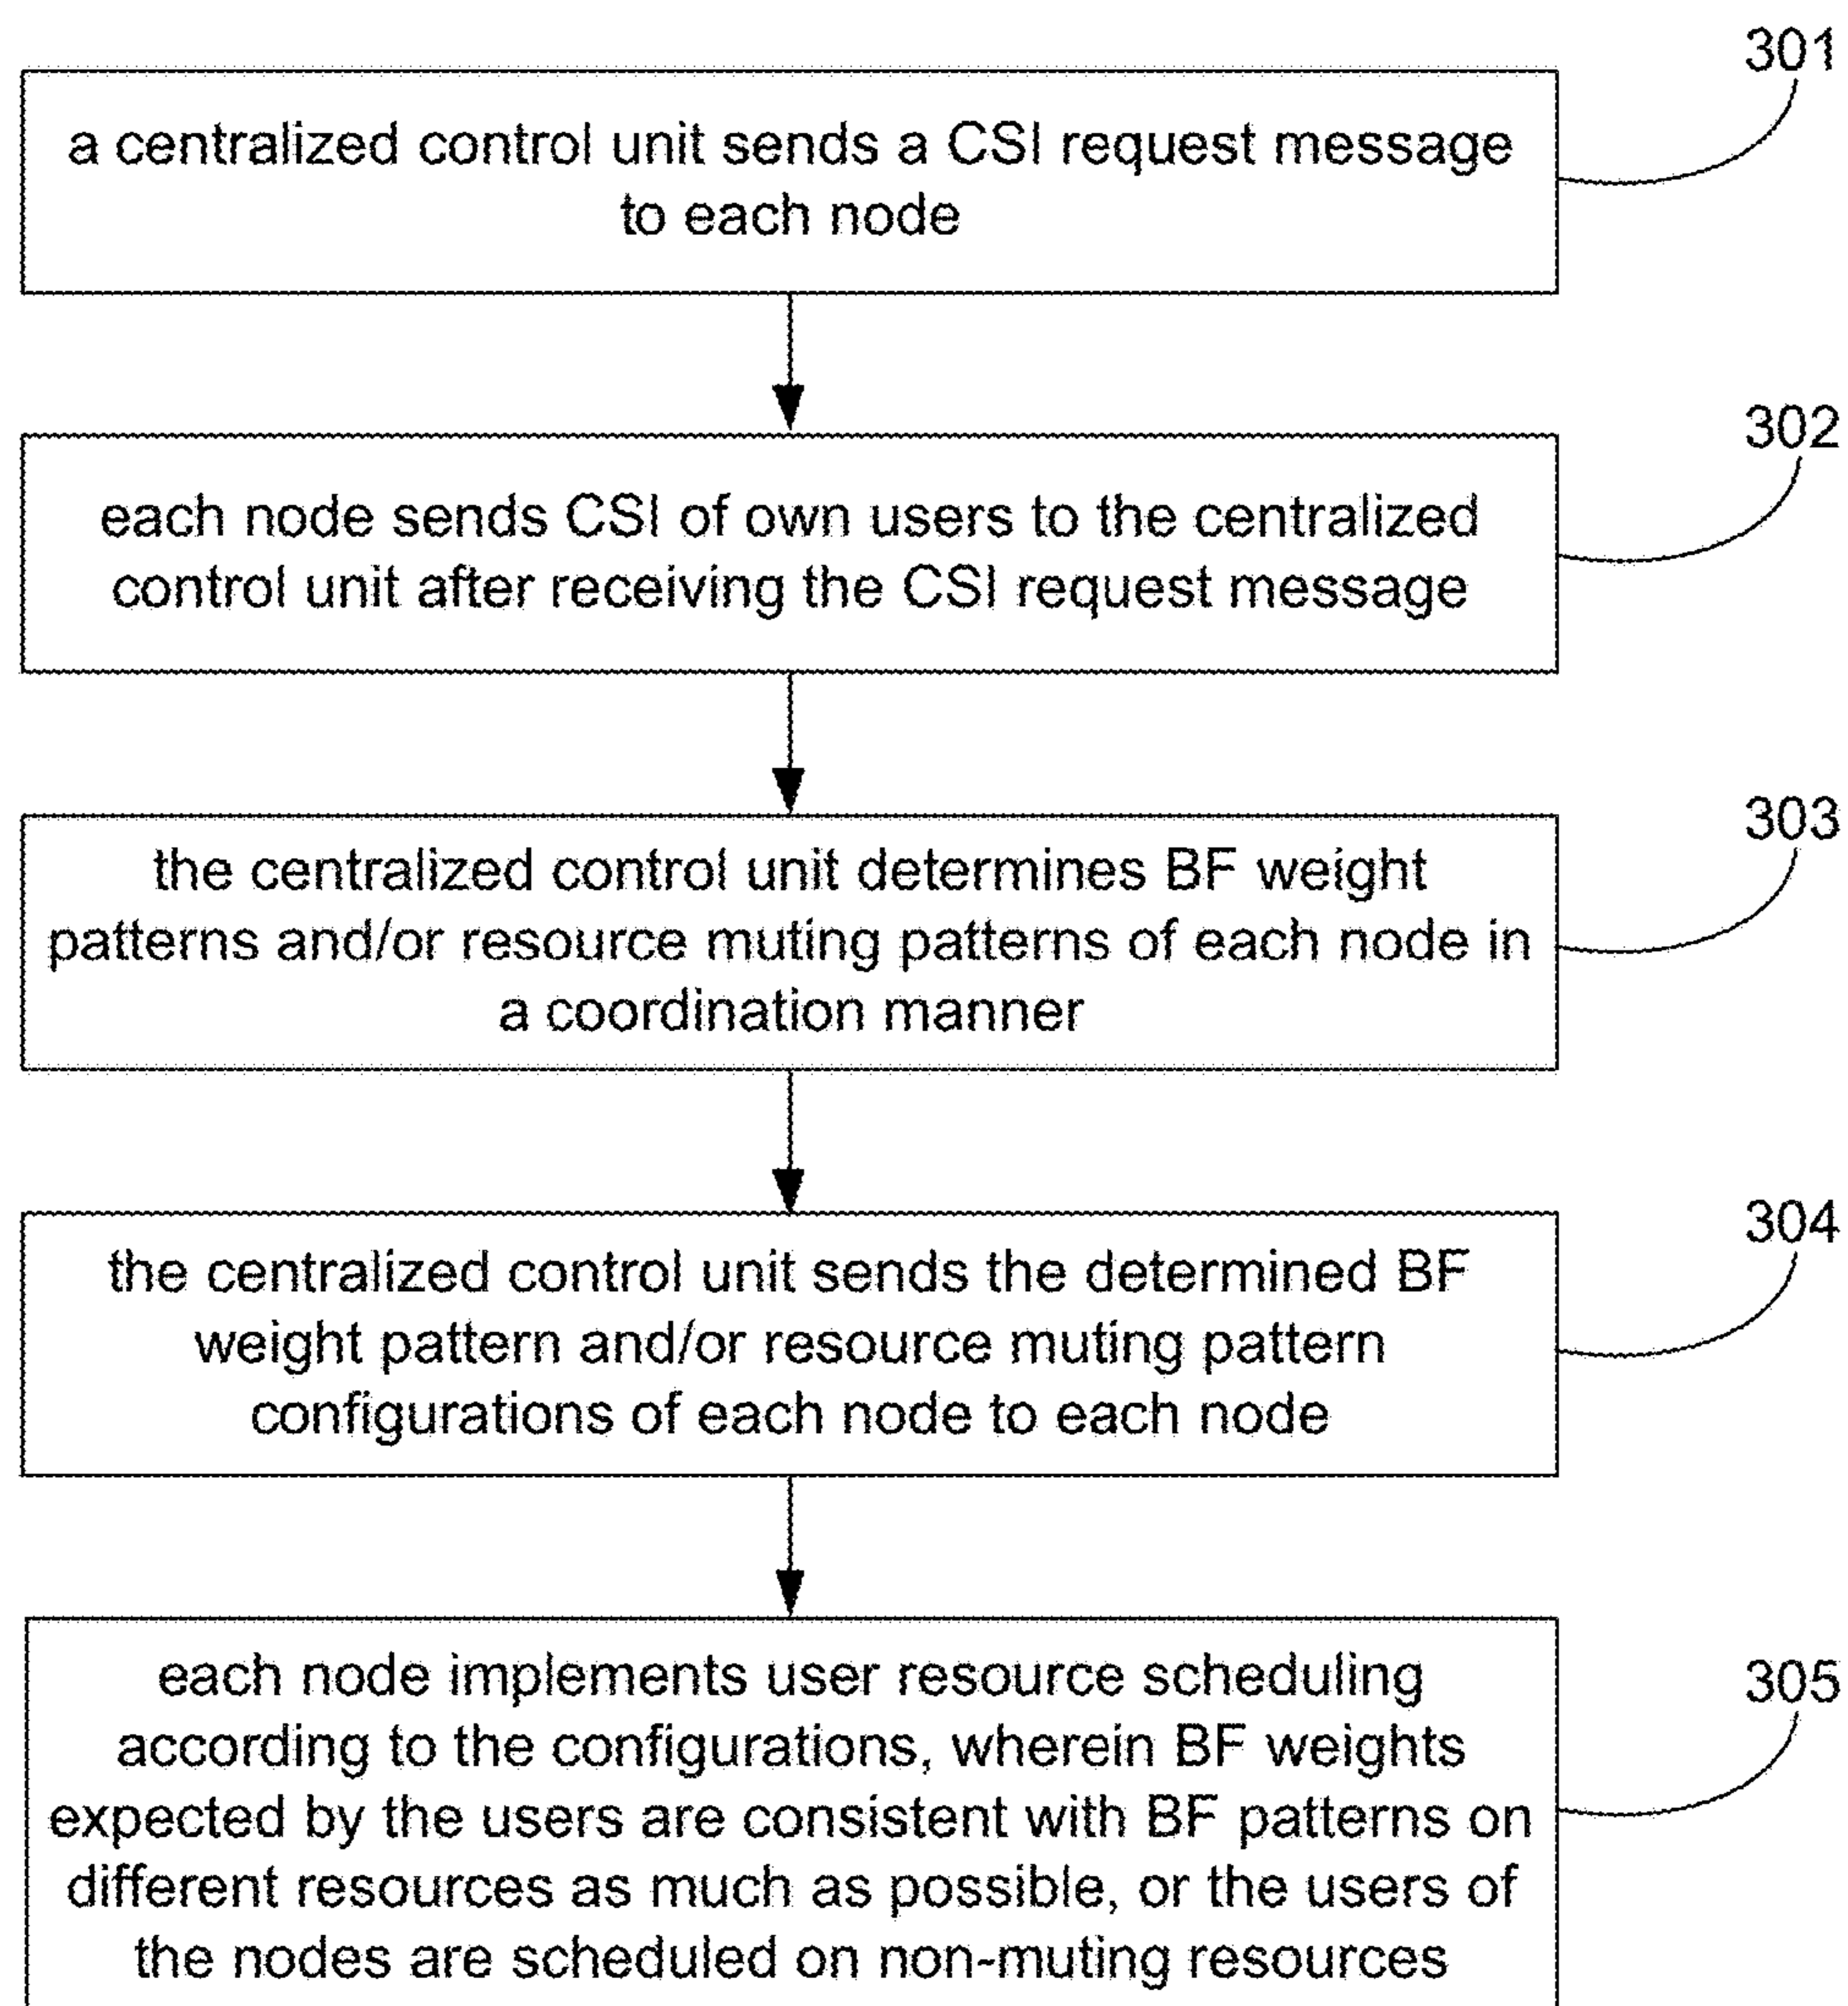 301
a centralized control unit sends a CSI request message
to each node
302
each node sends CSI of own users to the centralized
control unit after receiving the CSI request message
303
the centralized control unit determines BF weight
patterns and/or resource muting patterns of each node in
a coordination manner
304
the centralized control unit sends the determined BF
weight pattern and/or resource muting pattern
configurations of each node to each node
305
each node implements user resource scheduling
according to the configurations, wherein BF weights
expected by the users are consistent with BF patterns on
different resources as much as possible, or the users of
the nodes are scheduled on non-muting resources